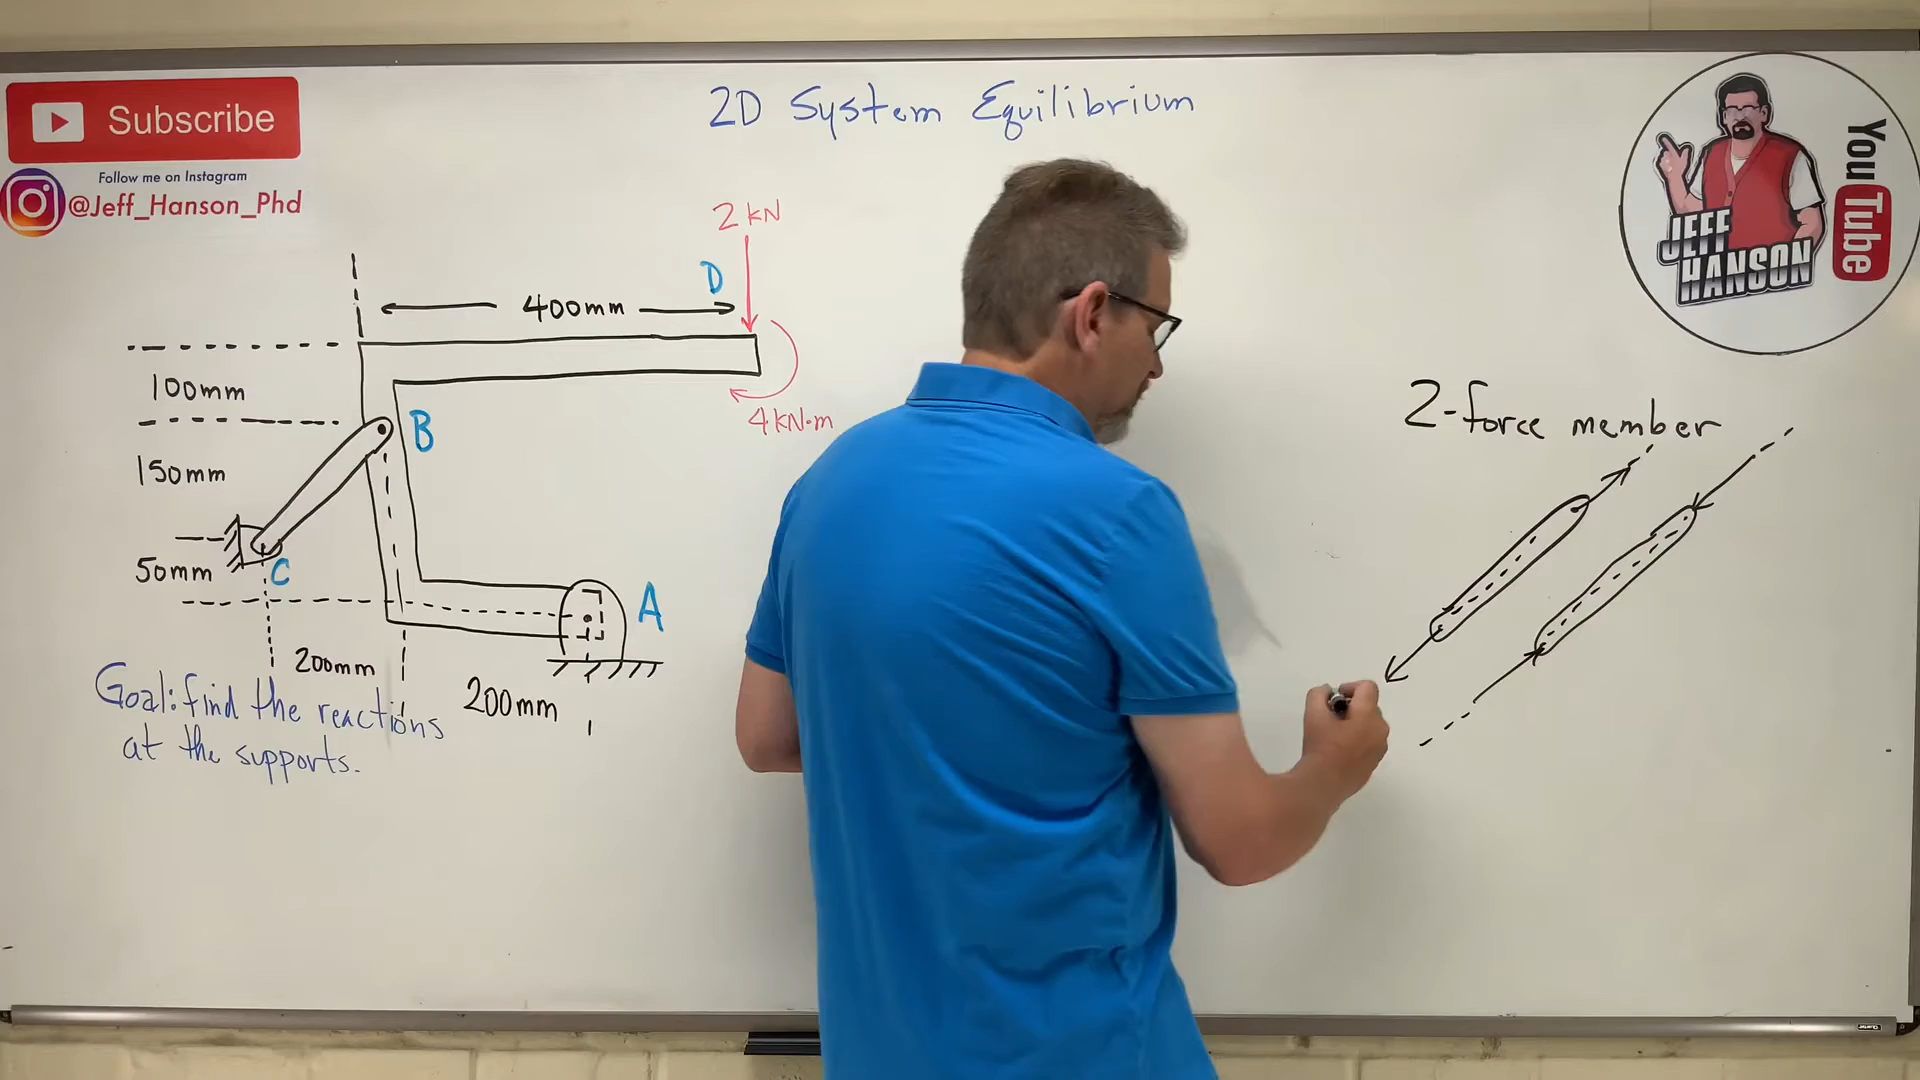 Subscribe
Follow me on Instagram
@Jeff_Hanson_Phd
2D System Equilibrium
YouTube
JEFF
HANSON
2 kN
D
400mm
100mm
4 kN·m
B
150mm
50mm
C
A
200mm
200mm
Goal: find the reactions
at the supports.
2-force member